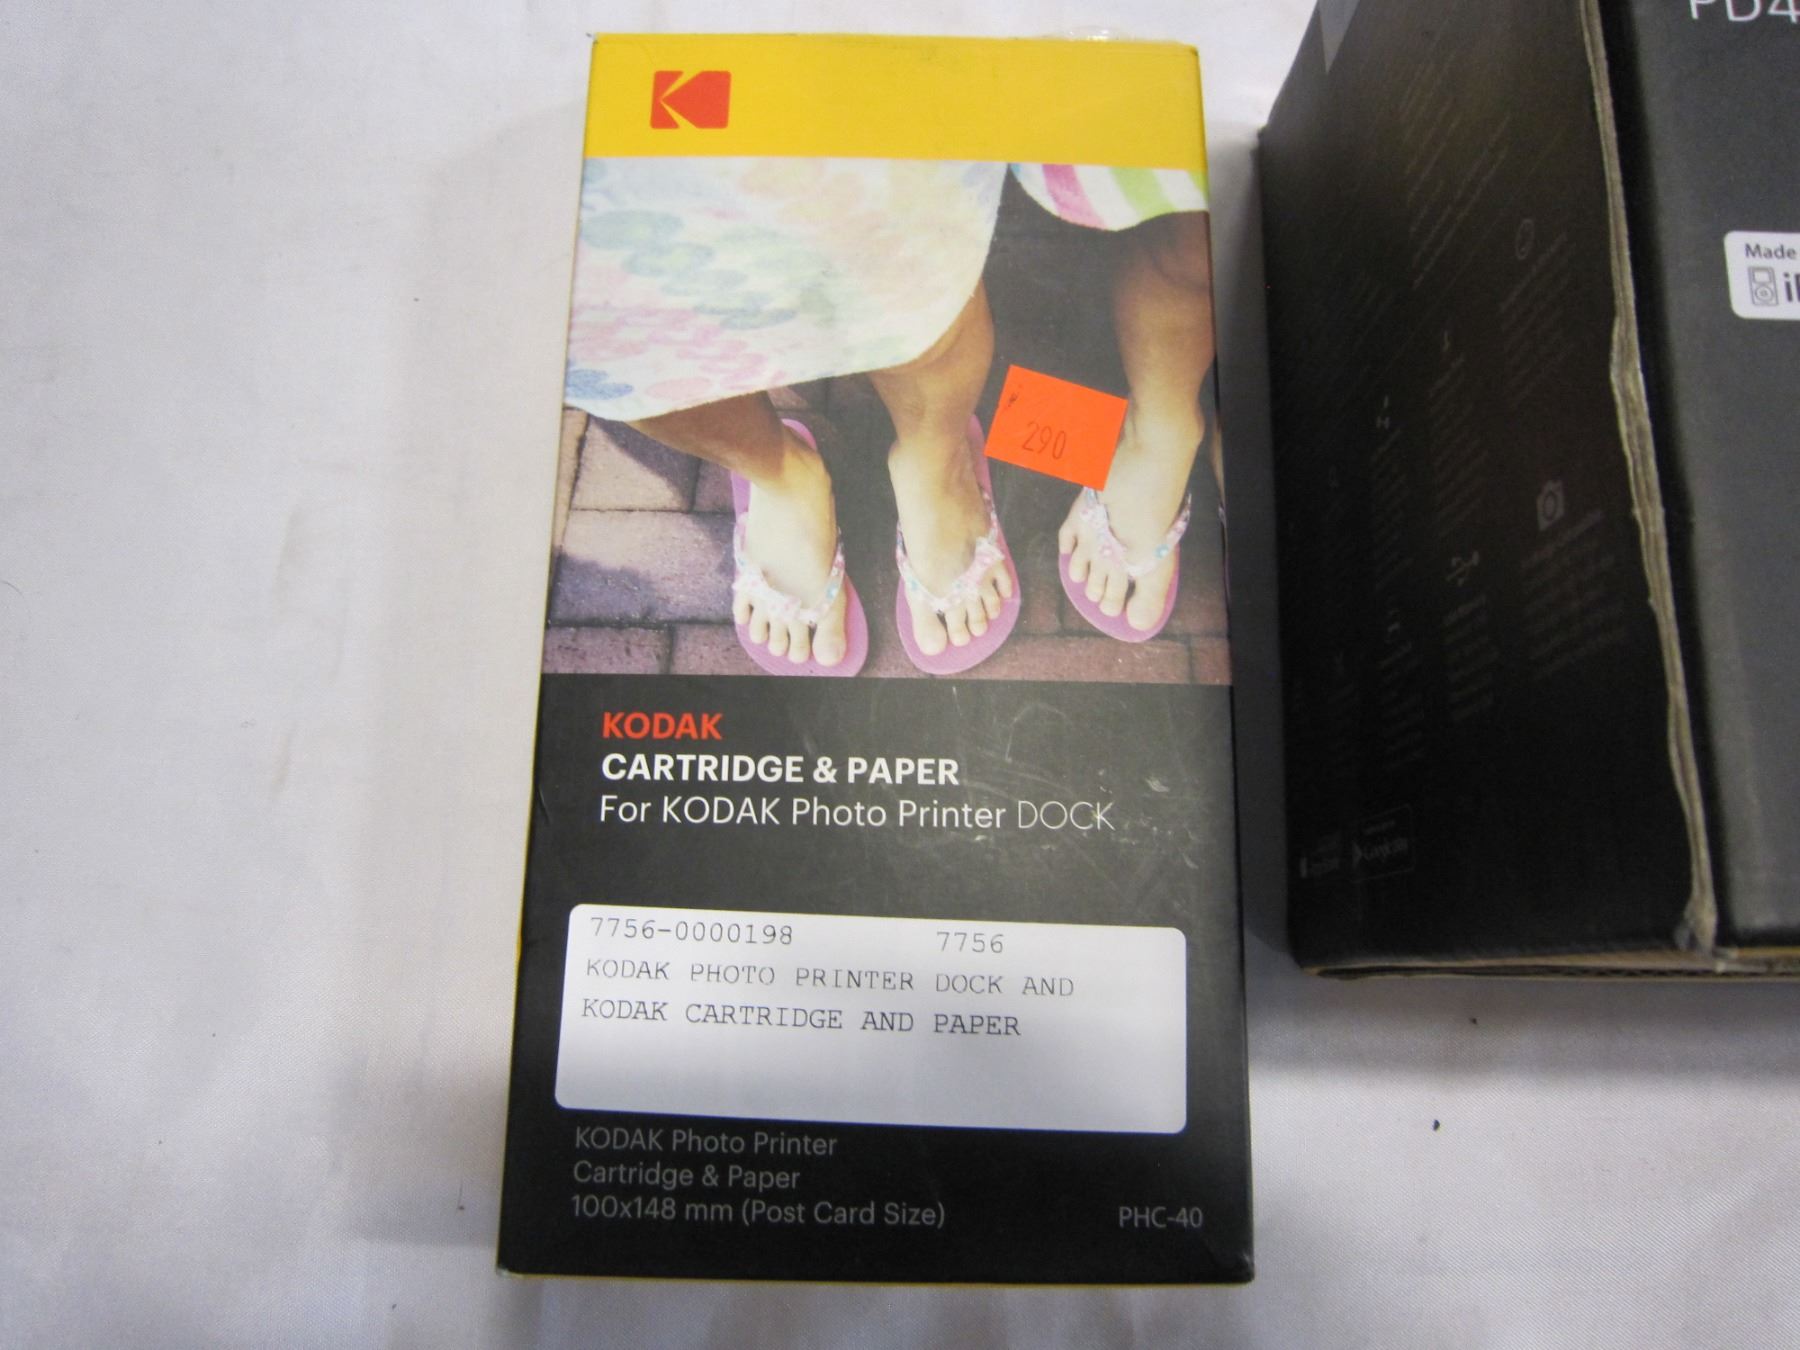 290
KODAK
CARTRIDGE & PAPER
For KODAK Photo Printer DOCK
7756-0000198 7756
KODAK PHOTO PRINTER DOCK AND
KODAK CARTRIDGE AND PAPER
KODAK Photo Printer
Cartridge & Paper
100x148 mm (Post Card Size)
PHC-40
PD4
Made